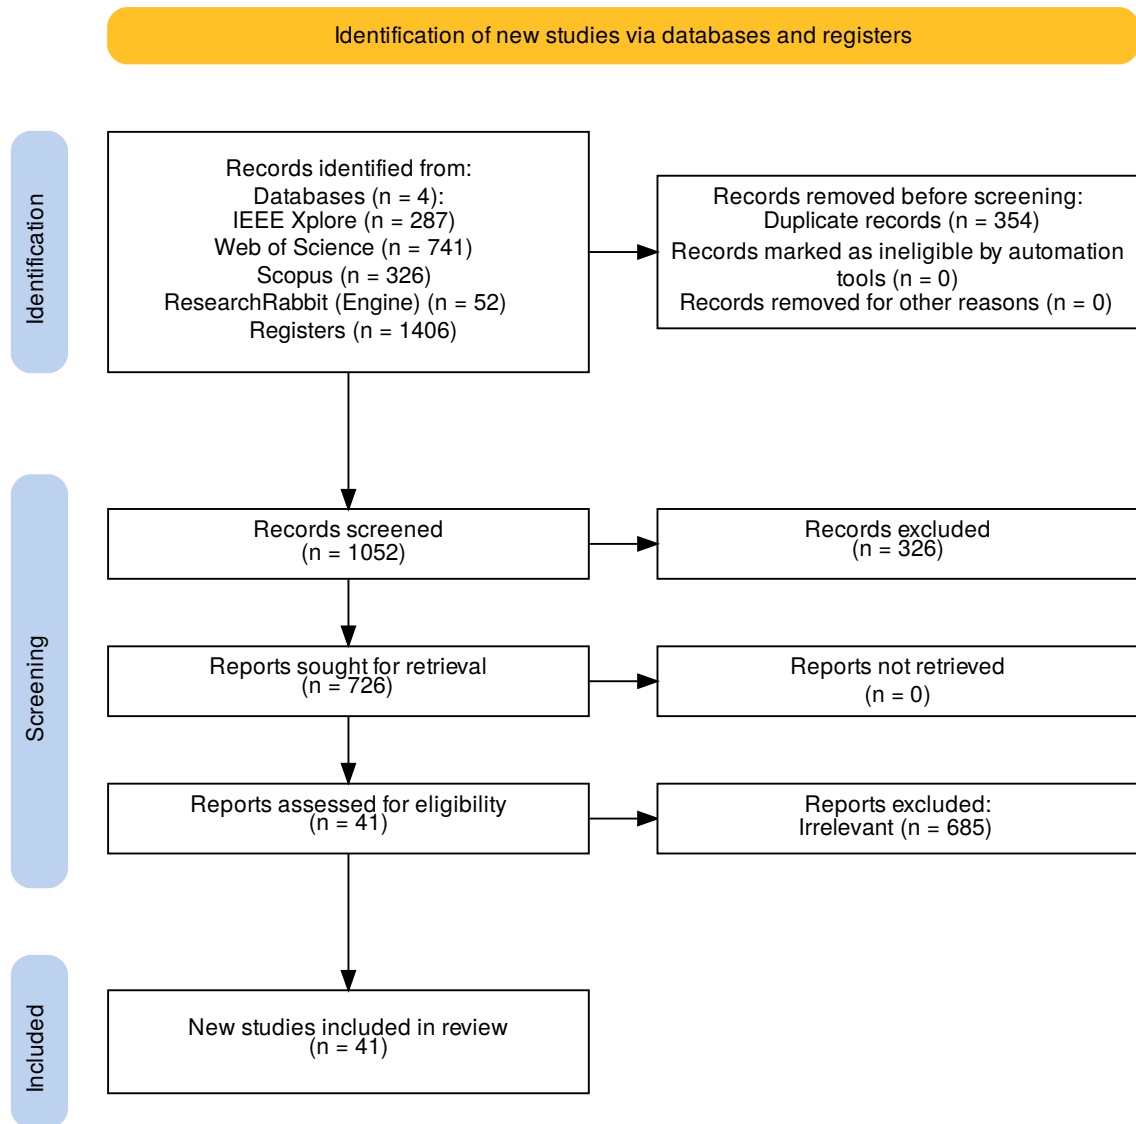 Identification of new studies via databases and registers
Identification
Records identified from:
Databases (n = 4):
IEEE Xplore (n = 287)
Web of Science (n = 741)
Scopus (n = 326)
ResearchRabbit (Engine) (n = 52)
Registers (n = 1406)
Records removed before screening:
Duplicate records (n = 354)
Records marked as ineligible by automation
tools (n = 0)
Records removed for other reasons (n = 0)
Screening
Records screened
(n = 1052)
Records excluded
(n = 326)
Reports sought for retrieval
(n = 726)
Reports not retrieved
(n = 0)
Reports assessed for eligibility
(n = 41)
Reports excluded:
Irrelevant (n = 685)
Included
New studies included in review
(n = 41)